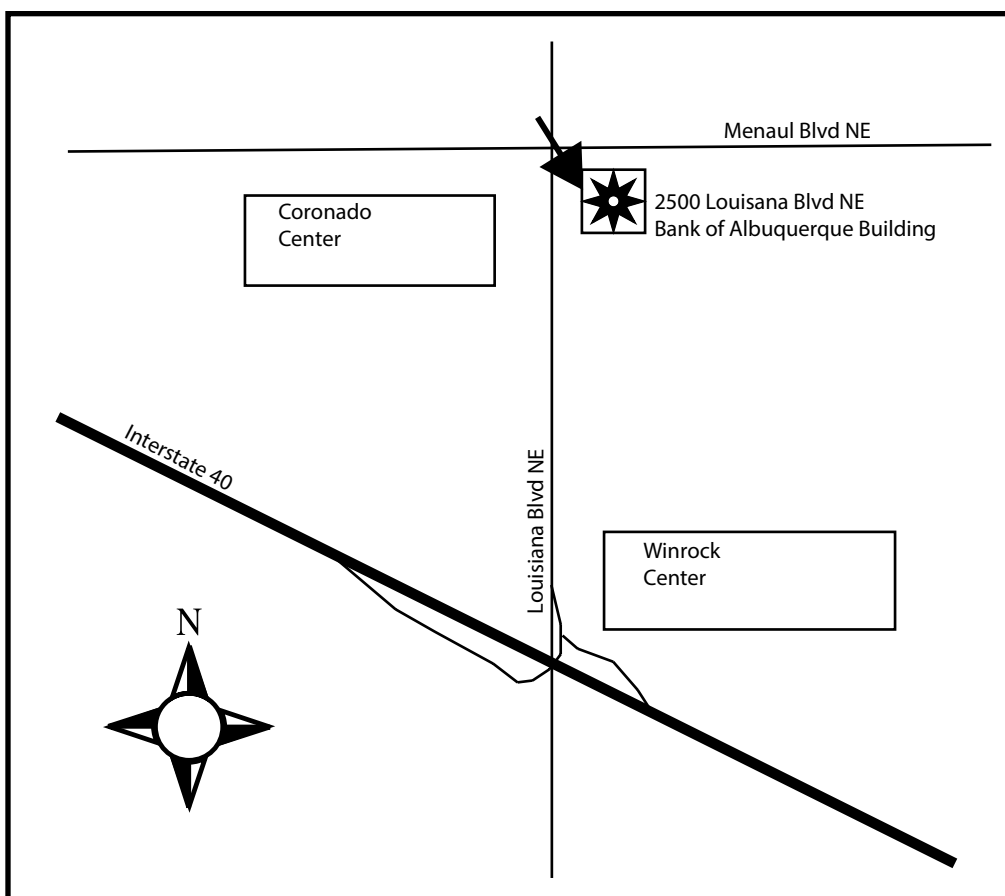 Menaul Blvd NE
Coronado
Center
2500 Louisana Blvd NE
Bank of Albuquerque Building
Interstate 40
Louisiana Blvd NE
Winrock
Center
N